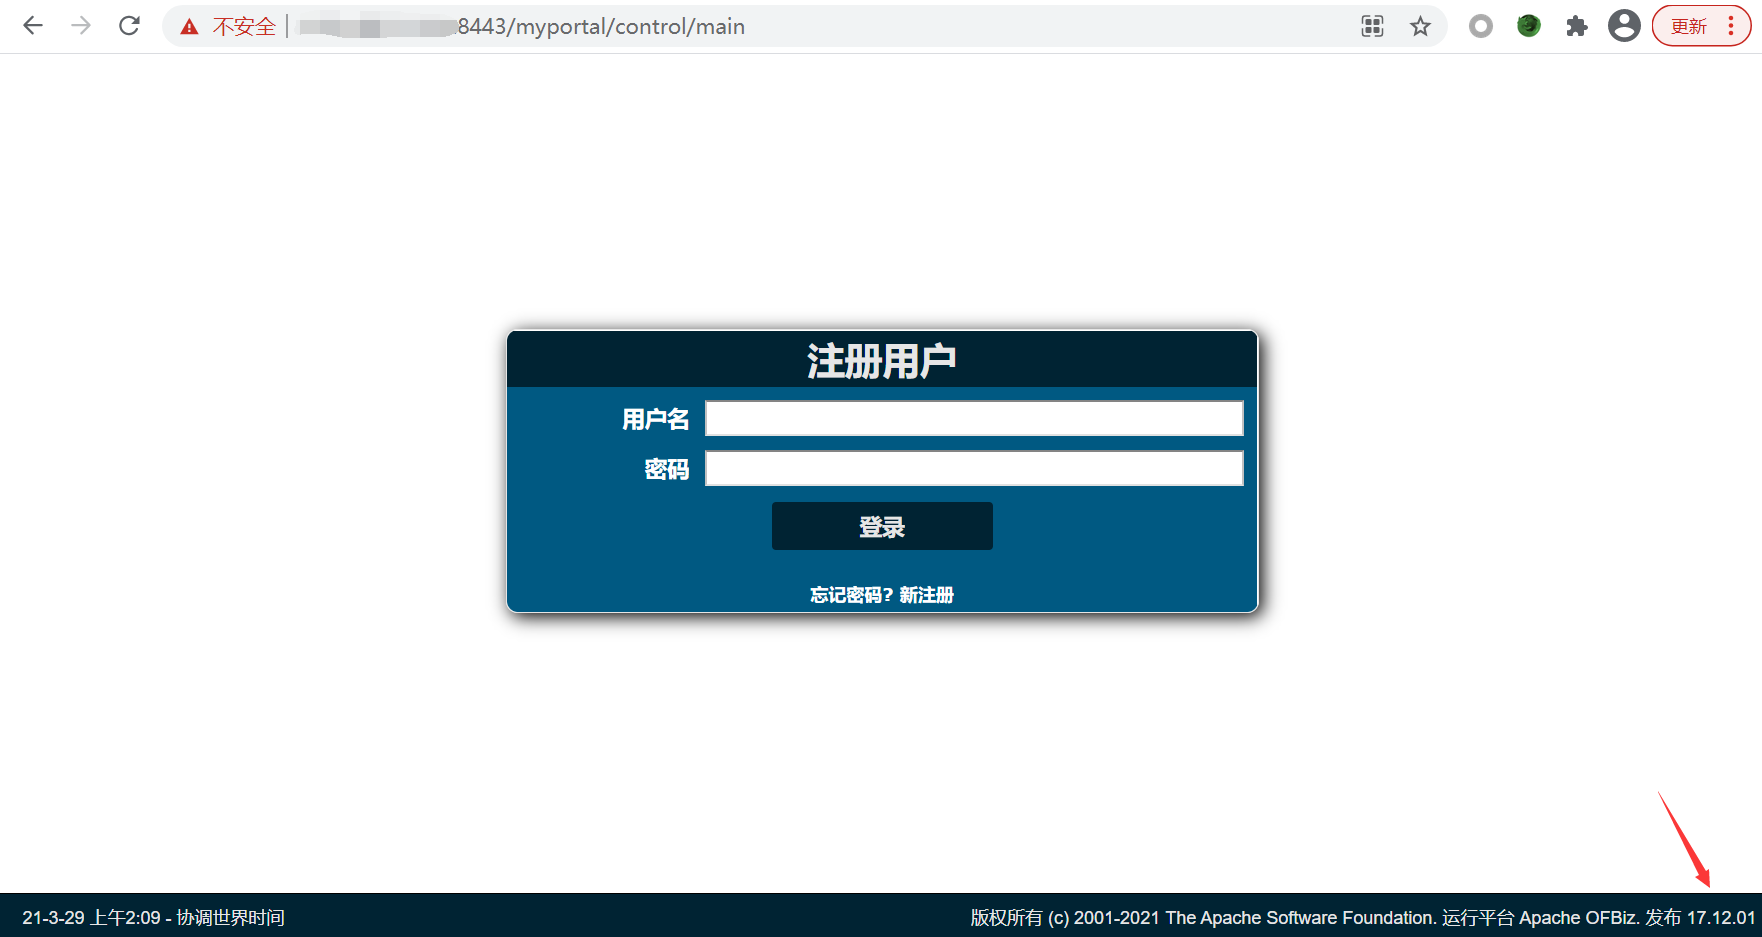 不安全 8443/myportal/control/main 更新
注册用户
用户名
密码
登录
忘记密码? 新注册
21-3-29 上午2:09 - 协调世界时间 版权所有 (c) 2001-2021 The Apache Software Foundation. 运行平台 Apache OFBiz. 发布 17.12.01